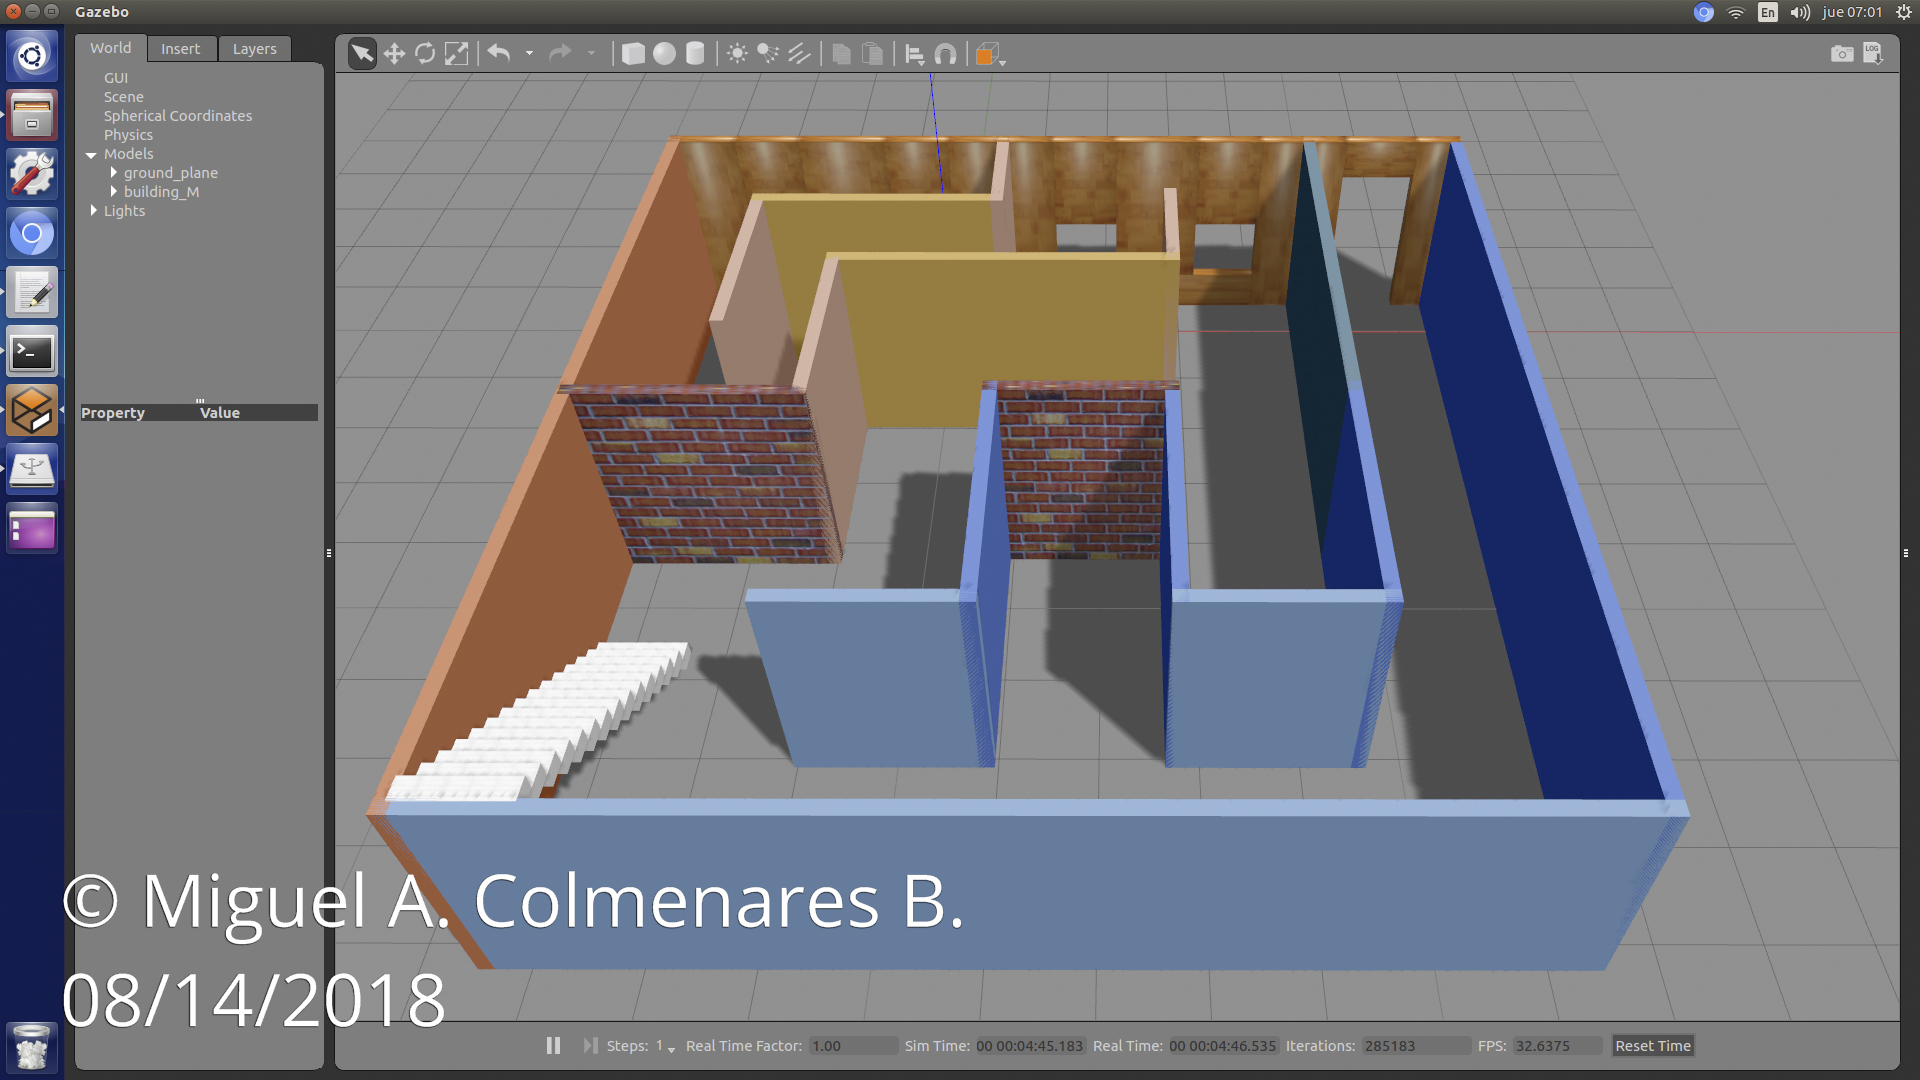 Gazebo
En
jue 07:01
World
Insert
Layers
GUI
Scene
Spherical Coordinates
Physics
Models
ground_plane
building_M
Lights
Property Value
LOG
© Miguel A. Colmenares B.
08/14/2018
Steps: 1 Real Time Factor: 1.00 Sim Time: 00 00:04:45.183 Real Time: 00 00:04:46.535 Iterations: 285183 FPS: 32.6375 Reset Time